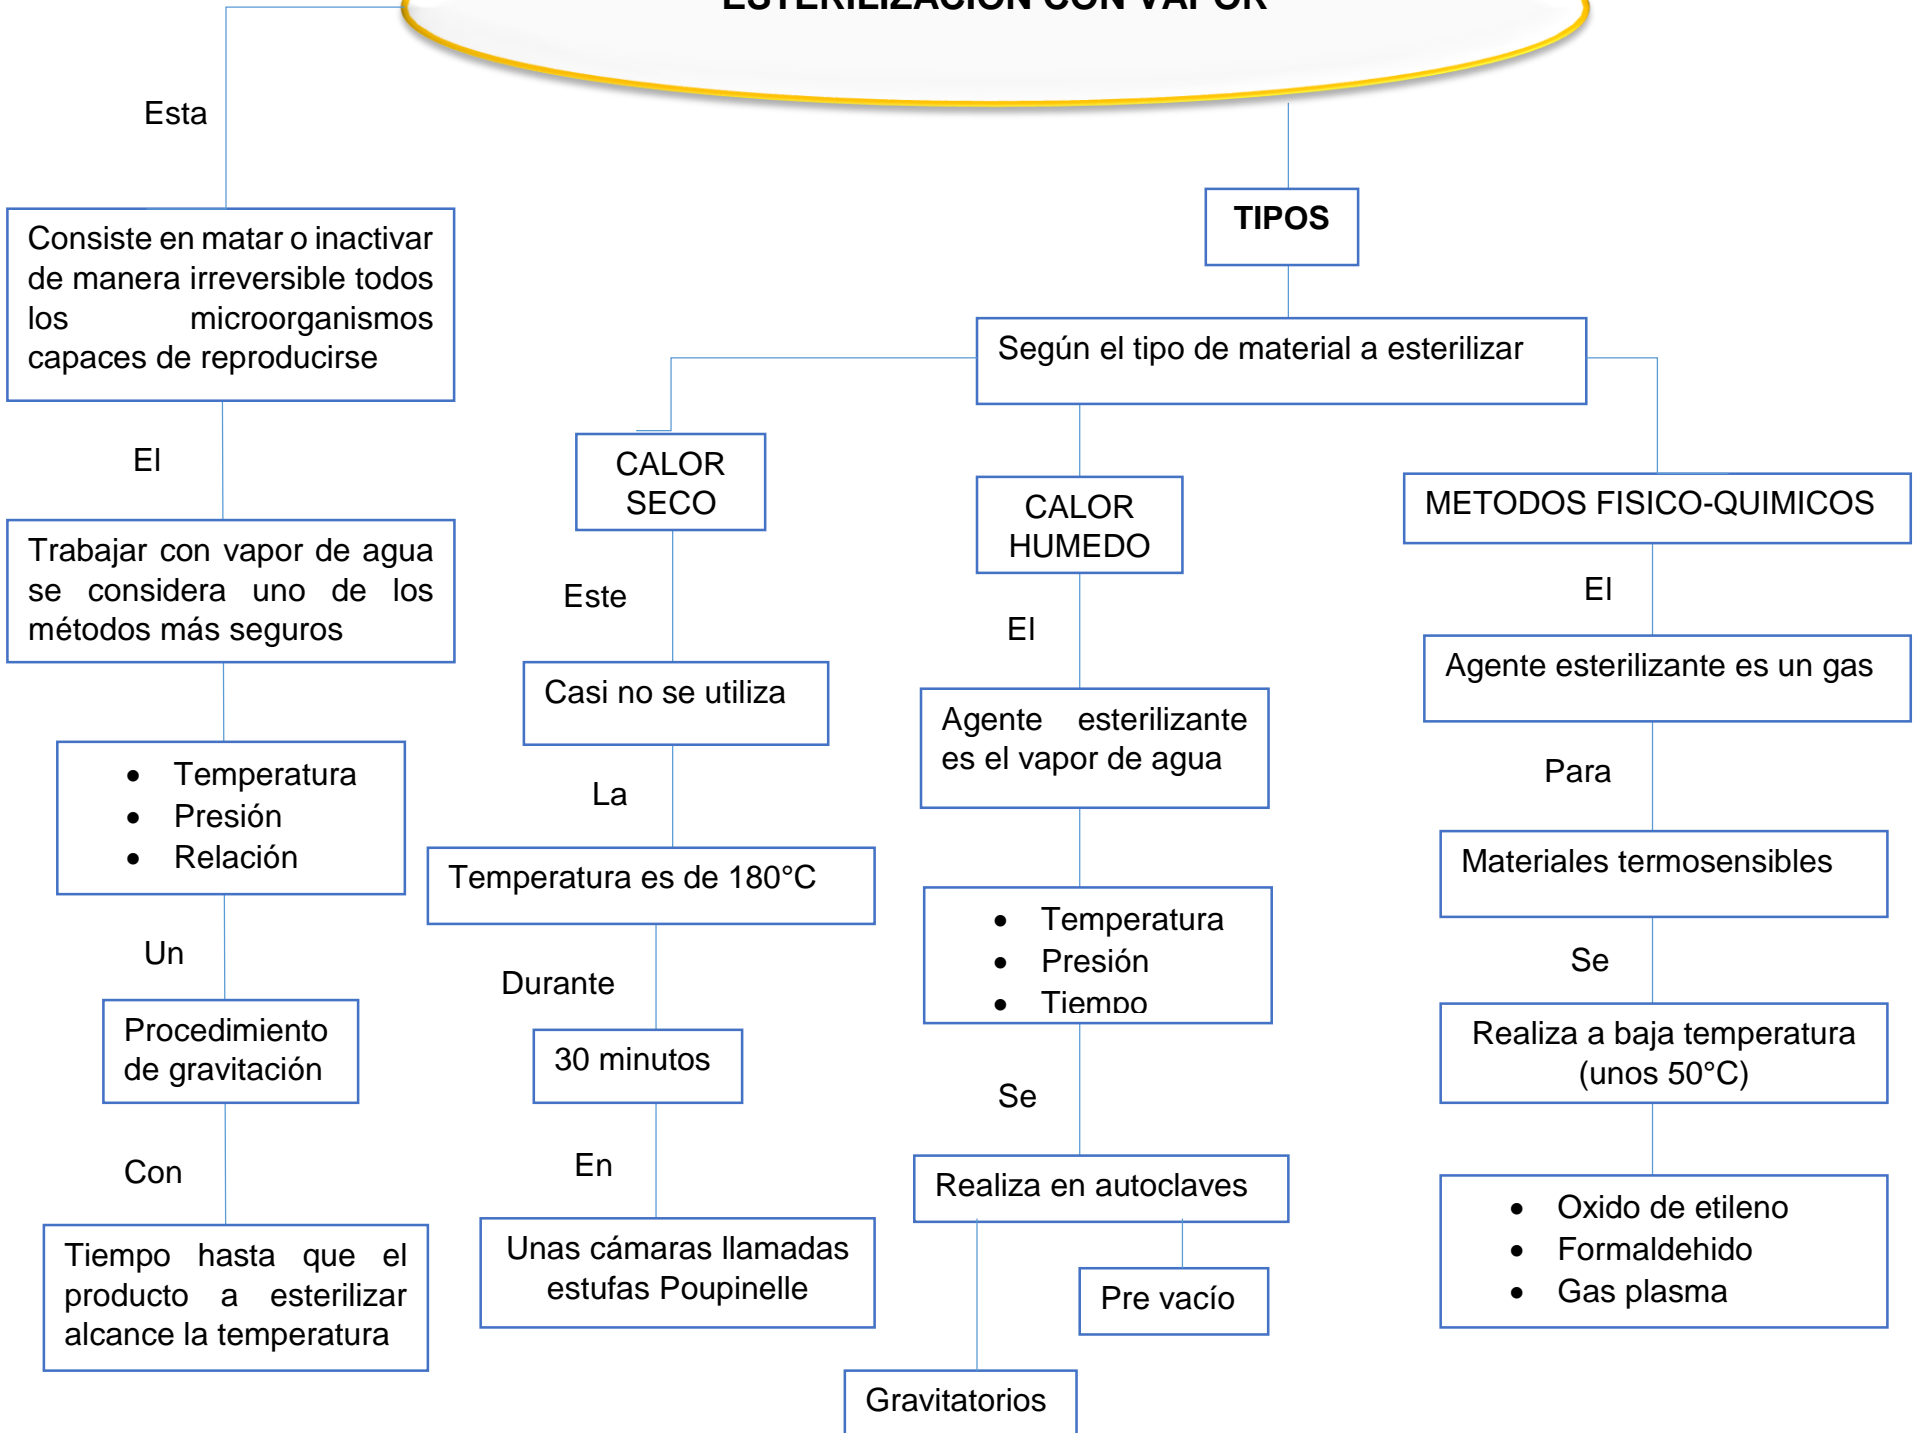 ESTERILIZACION CON VAPOR
Esta
Consiste en matar o inactivar
de manera irreversible todos
los microorganismos
capaces de reproducirse
El
Trabajar con vapor de agua
se considera uno de los
métodos más seguros
• Temperatura
• Presión
• Relación
Un
Procedimiento
de gravitación
Con
Tiempo hasta que el
producto a esterilizar
alcance la temperatura
TIPOS
Según el tipo de material a esterilizar
CALOR
SECO
Este
Casi no se utiliza
La
Temperatura es de 180°C
Durante
30 minutos
En
Unas cámaras llamadas
estufas Poupinelle
CALOR
HUMEDO
El
Agente esterilizante
es el vapor de agua
• Temperatura
• Presión
• Tiempo
Se
Realiza en autoclaves
Pre vacío
Gravitatorios
METODOS FISICO-QUIMICOS
El
Agente esterilizante es un gas
Para
Materiales termosensibles
Se
Realiza a baja temperatura
(unos 50°C)
• Oxido de etileno
• Formaldehido
• Gas plasma